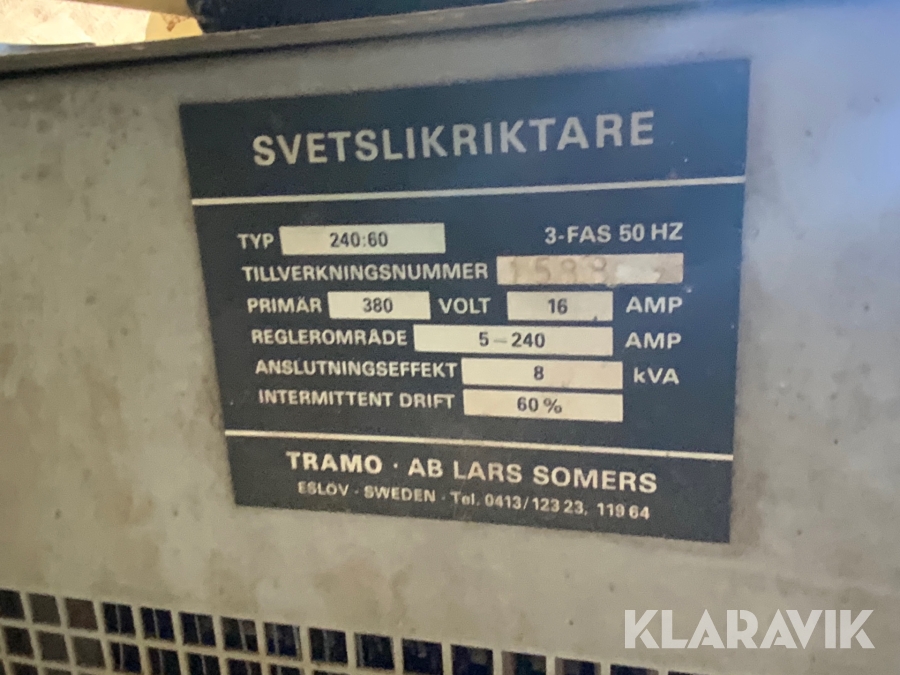 SVETSLIKRIKTARE
TYP 240:60 3-FAS 50 HZ
TILLVERKNINGSNUMMER
PRIMÄR 380 VOLT 16 AMP
REGLEROMRÅDE 5-240 AMP
ANSLUTNINGSEFFEKT 8 kVA
INTERMITTENT DRIFT 60%
TRAMO · AB LARS SOMERS
ESLÖV · SWEDEN · Tel. 0413/123 23, 119 64
KLARAVIK